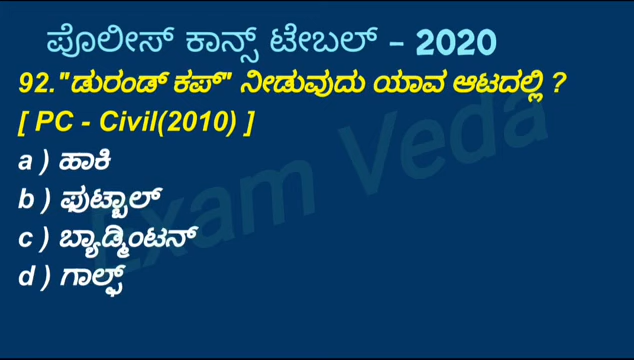 ಪೊಲೀಸ್ ಕಾನ್ಸ್ ಟೇಬಲ್ – 2020
92."ಡುರಂಡ್ ಕಪ್" ನೀಡುವುದು ಯಾವ ಆಟದಲ್ಲಿ ?
[ PC - Civil(2010) ]
a ) ಹಾಕಿ
b ) ಫುಟ್ಬಾಲ್
c ) ಬ್ಯಾಡ್ಮಿಂಟನ್
d ) ಗಾಲ್ಫ್
Exam Veda